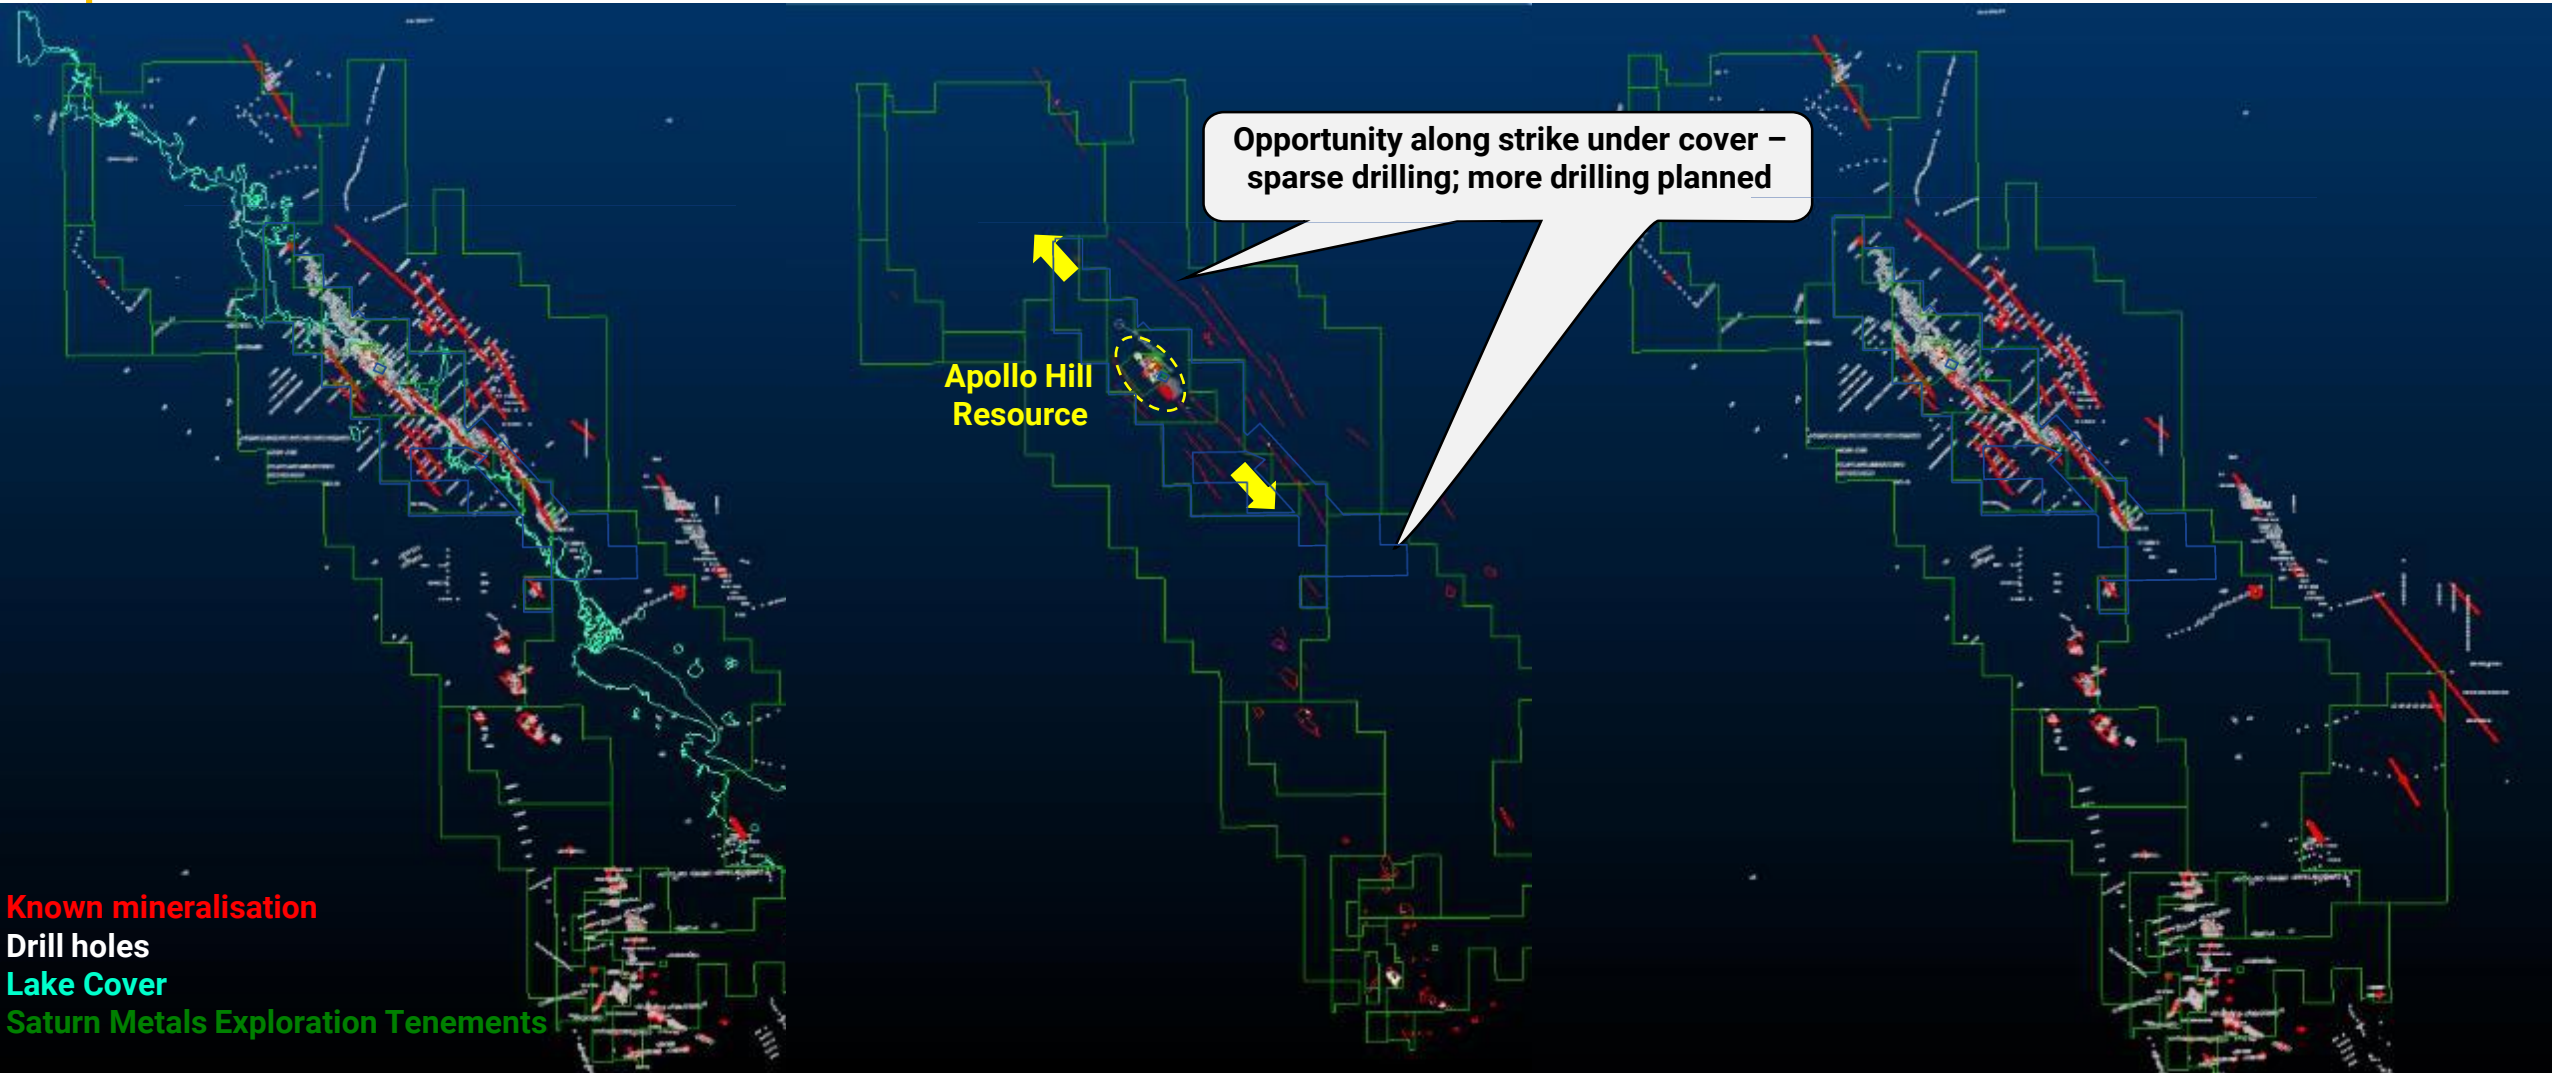 Opportunity along strike under cover –
sparse drilling; more drilling planned
Apollo Hill
Resource
Known mineralisation
Drill holes
Lake Cover
Saturn Metals Exploration Tenements